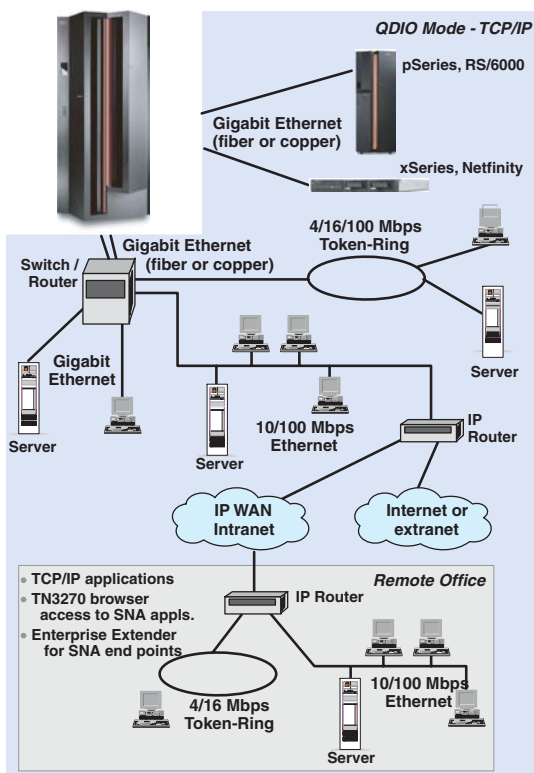 QDIO Mode - TCP/IP
pSeries, RS/6000
Gigabit Ethernet
(fiber or copper)
xSeries, Netfinity
4/16/100 Mbps
Token-Ring
Gigabit Ethernet
(fiber or copper)
Switch /
Router
Server
Gigabit
Ethernet
Server
10/100 Mbps
Ethernet
Server
IP
Router
Server
IP WAN
Intranet
Internet or
extranet
• TCP/IP applications
• TN3270 browser
access to SNA appls.
• Enterprise Extender
for SNA end points
Remote Office
IP Router
4/16 Mbps
Token-Ring
10/100 Mbps
Ethernet
Server